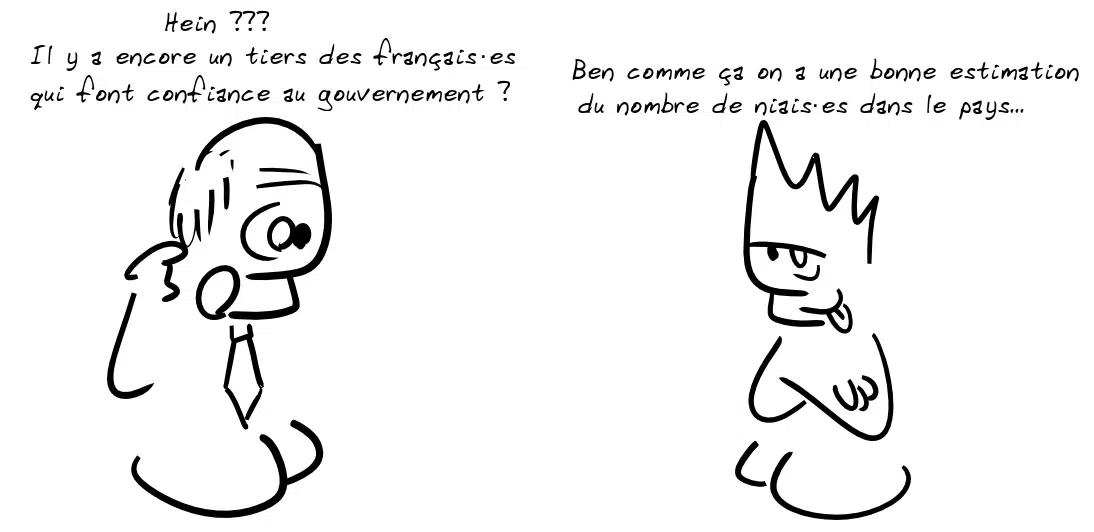 Hein ???
Il y a encore un tiers des français·es
qui font confiance au gouvernement ?
Ben comme ça on a une bonne estimation
du nombre de niais·es dans le pays...